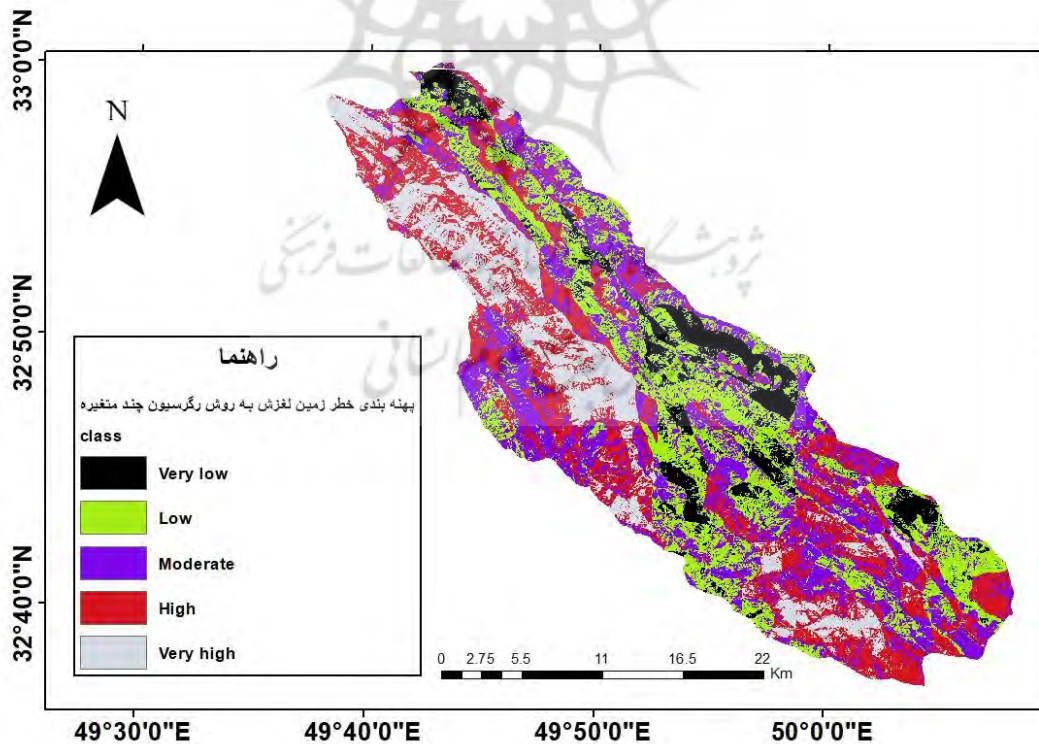 33°0'0"N
32°50'0"N
32°40'0"N
N
راهنما
پهنه بندی خطر زمین لغزش به روش رگرسیون چند متغیره
class
Very low
Low
Moderate
High
Very high
0 2.75 5.5 11 16.5 22
Km
49°30'0"E 49°40'0"E 49°50'0"E 50°0'0"E